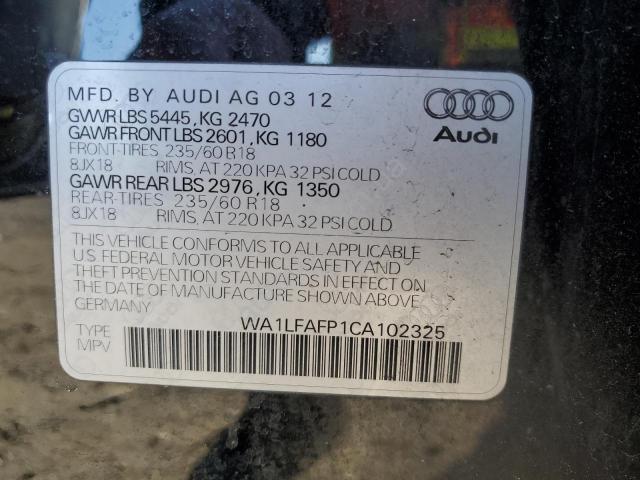 MFD. BY AUDI AG 03 12
GVWR LBS 5445, KG 2470
GAWR FRONT LBS 2601, KG 1180
FRONT-TIRES 235/60 R18
8JX18 RIMS, AT 220 KPA 32 PSI COLD
GAWR REAR LBS 2976, KG 1350
REAR-TIRES 235/60 R18
8JX18 RIMS, AT 220 KPA 32 PSI COLD
Audi
THIS VEHICLE CONFORMS TO ALL APPLICABLE
U.S. FEDERAL MOTOR VEHICLE SAFETY AND
THEFT PREVENTION STANDARDS IN EFFECT ON
THE DATE OF MANUFACTURE SHOWN ABOVE.
GERMANY
WA1LFAFP1CA102325
TYPE
MPV